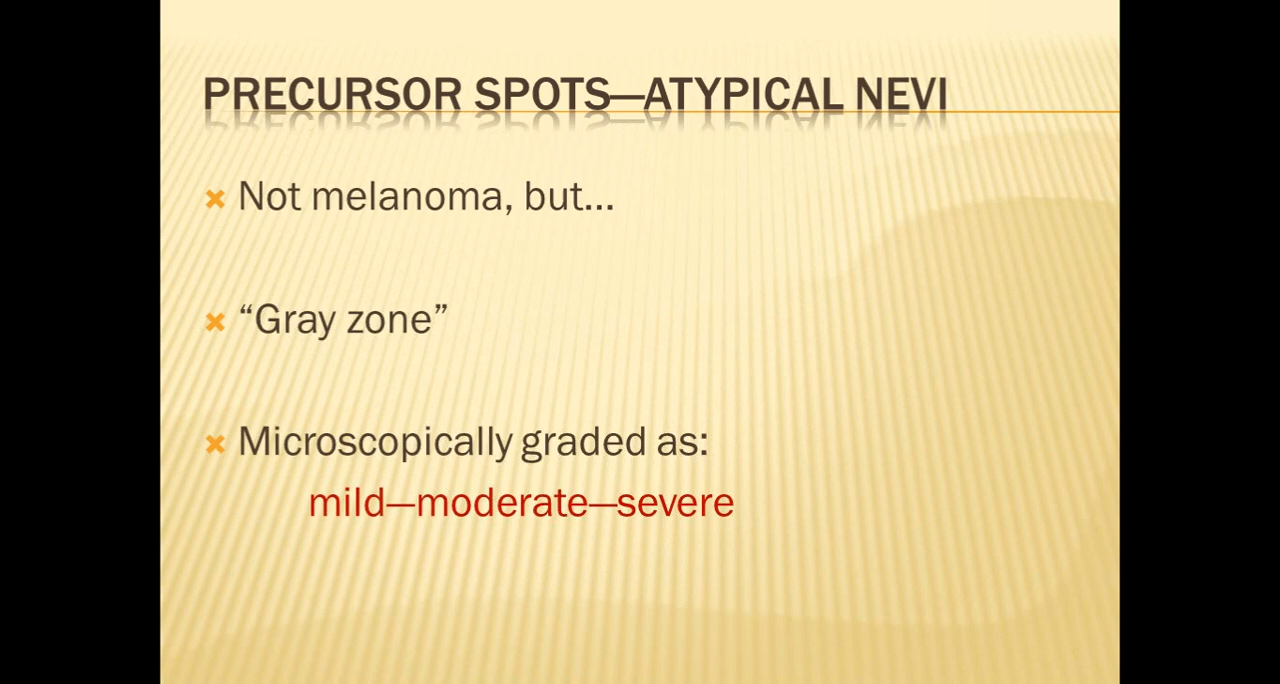 PRECURSOR SPOTS—ATYPICAL NEVI
Not melanoma, but…
“Gray zone”
Microscopically graded as:
mild—moderate—severe